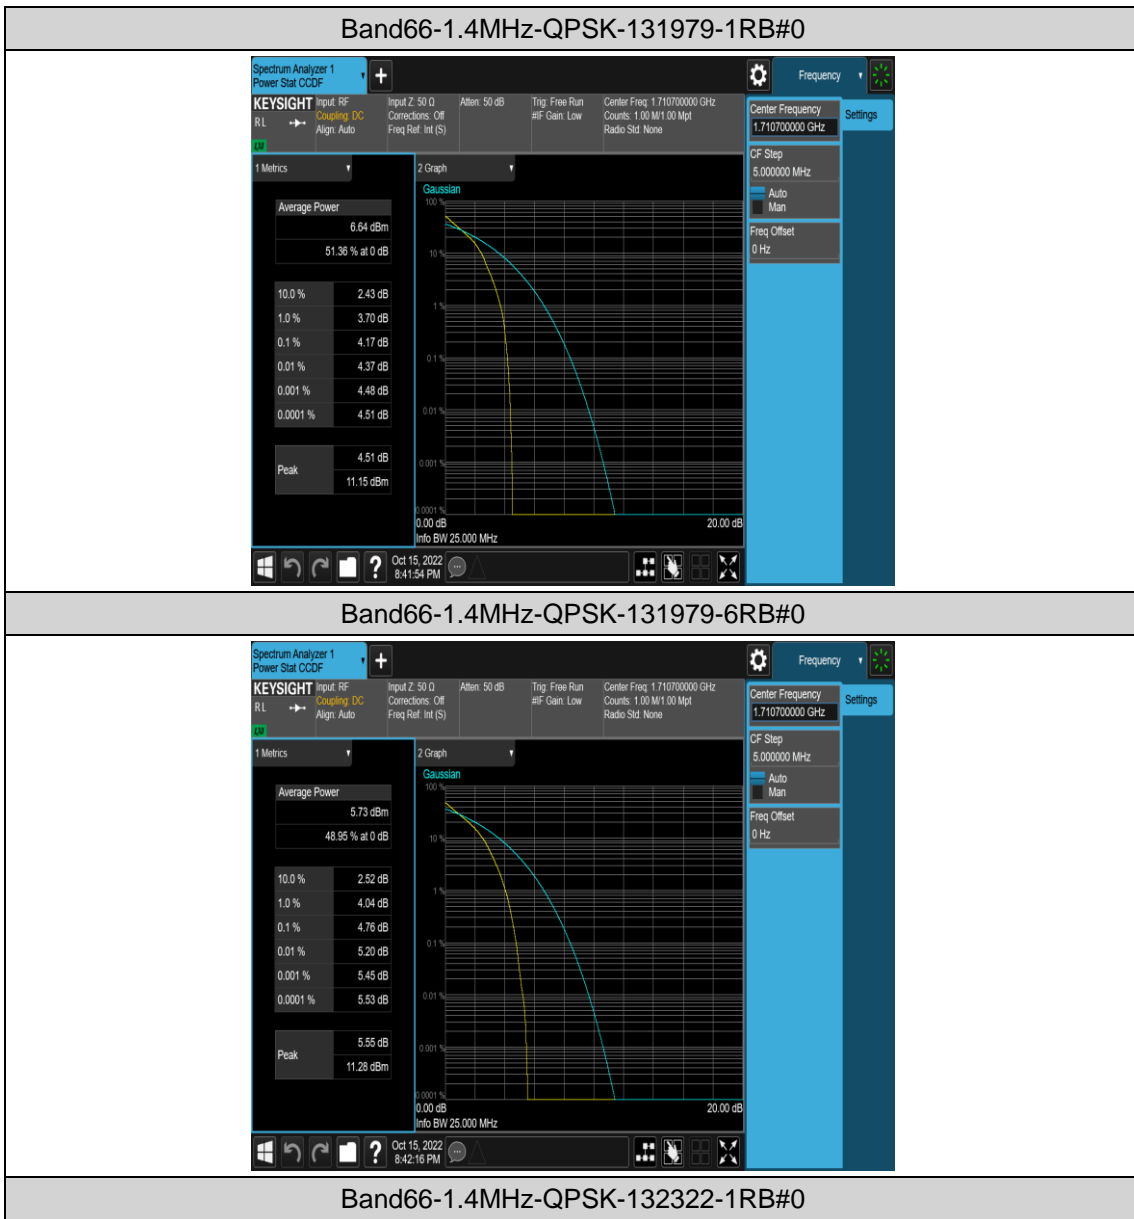 Band66-1.4MHz-QPSK-131979-1RB#0
Spectrum Analyzer 1
Power Stat CCDF
+
Frequency
KEYSIGHT
RL
Input: RF
Coupling: DC
Align: Auto
Input Z: 50 Ω
Corrections: Off
Freq Ref: Int (S)
Atten: 50 dB
Trig: Free Run
#IF Gain: Low
Center Freq: 1.710700000 GHz
Counts: 1.00 M/1.00 Mpt
Radio Std: None
Center Frequency
1.710700000 GHz
Settings
CF Step
5.000000 MHz
Auto
Man
Freq Offset
0 Hz
1 Metrics
2 Graph
Gaussian
Average Power
6.64 dBm
51.36 % at 0 dB
10.0 % 2.43 dB
1.0 % 3.70 dB
0.1 % 4.17 dB
0.01 % 4.37 dB
0.001 % 4.48 dB
0.0001 % 4.51 dB
Peak
4.51 dB
11.15 dBm
100 %
10 %
1 %
0.1 %
0.01 %
0.001 %
0.0001 %
0.00 dB
20.00 dB
Info BW 25.000 MHz
?
Oct 15, 2022
8:41:54 PM
Band66-1.4MHz-QPSK-131979-6RB#0
Spectrum Analyzer 1
Power Stat CCDF
+
Frequency
KEYSIGHT
RL
Input: RF
Coupling: DC
Align: Auto
Input Z: 50 Ω
Corrections: Off
Freq Ref: Int (S)
Atten: 50 dB
Trig: Free Run
#IF Gain: Low
Center Freq: 1.710700000 GHz
Counts: 1.00 M/1.00 Mpt
Radio Std: None
Center Frequency
1.710700000 GHz
Settings
CF Step
5.000000 MHz
Auto
Man
Freq Offset
0 Hz
1 Metrics
2 Graph
Gaussian
Average Power
5.73 dBm
48.95 % at 0 dB
10.0 % 2.52 dB
1.0 % 4.04 dB
0.1 % 4.76 dB
0.01 % 5.20 dB
0.001 % 5.45 dB
0.0001 % 5.53 dB
Peak
5.55 dB
11.28 dBm
100 %
10 %
1 %
0.1 %
0.01 %
0.001 %
0.0001 %
0.00 dB
20.00 dB
Info BW 25.000 MHz
?
Oct 15, 2022
8:42:16 PM
Band66-1.4MHz-QPSK-132322-1RB#0